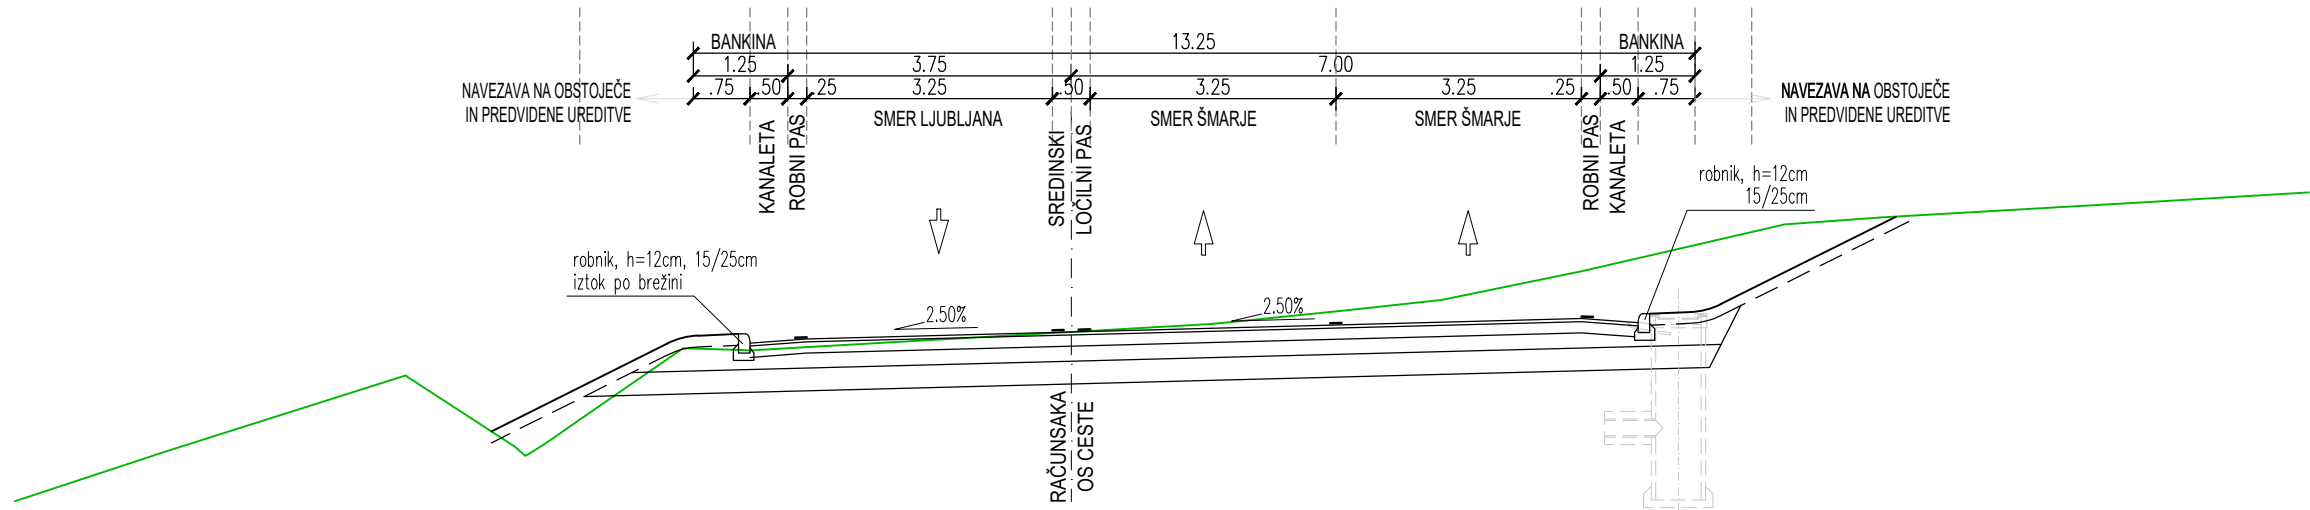 BANKINA
13.25
BANKINA
1.25
3.75
7.00
1.25
.75
.50
.25
3.25
.50
3.25
3.25
.25
.50
.75
NAVEZAVA NA OBSTOJEČE
IN PREDVIDENE UREDITVE
NAVEZAVA NA OBSTOJEČE
IN PREDVIDENE UREDITVE
SMER LJUBLJANA
SMER ŠMARJE
SMER ŠMARJE
KANALETA
ROBNI PAS
SREDINSKI
LOČILNI PAS
ROBNI PAS
KANALETA
robnik, h=12cm
15/25cm
robnik, h=12cm, 15/25cm
iztok po brežini
2.50%
2.50%
RAČUNSAKA
OS CESTE